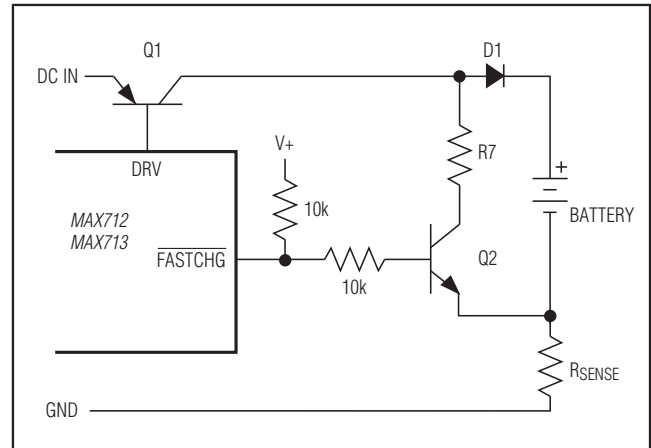 Q1
D1
DC IN
V+
R7
DRV
+
10k
MAX712
MAX713
BATTERY
FASTCHG
Q2
10k
RSENSE
GND